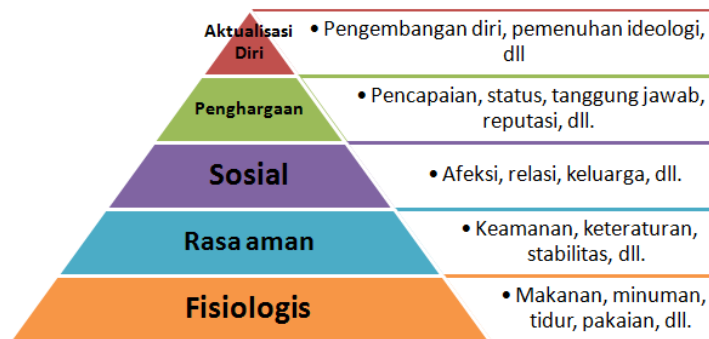 Aktualisasi
Diri
• Pengembangan diri, pemenuhan ideologi,
dll
Penghargaan
• Pencapaian, status, tanggung jawab,
reputasi, dll.
Sosial
• Afeksi, relasi, keluarga, dll.
Rasa aman
• Keamanan, keteraturan,
stabilitas, dll.
Fisiologis
• Makanan, minuman,
tidur, pakaian, dll.